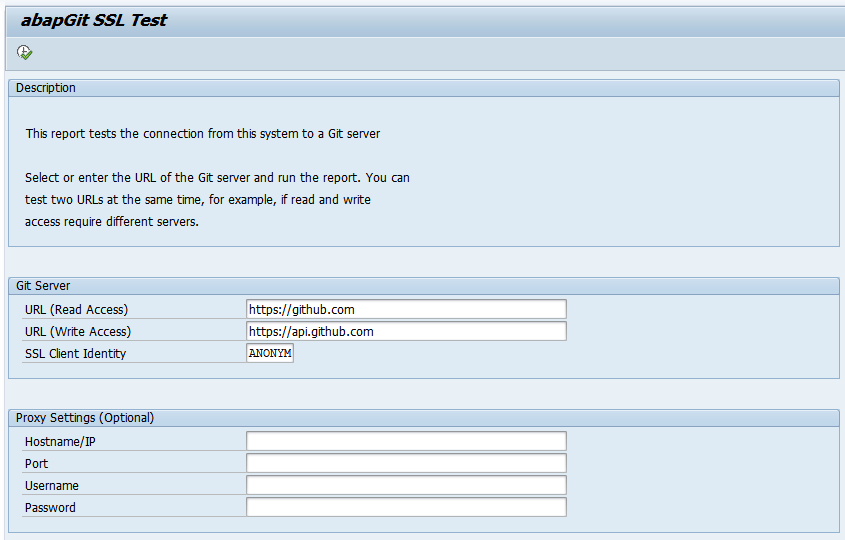 abapGit SSL Test
Description
This report tests the connection from this system to a Git server
Select or enter the URL of the Git server and run the report. You can
test two URLs at the same time, for example, if read and write
access require different servers.
Git Server
URL (Read Access) https://github.com
URL (Write Access) https://api.github.com
SSL Client Identity ANONYM
Proxy Settings (Optional)
Hostname/IP
Port
Username
Password